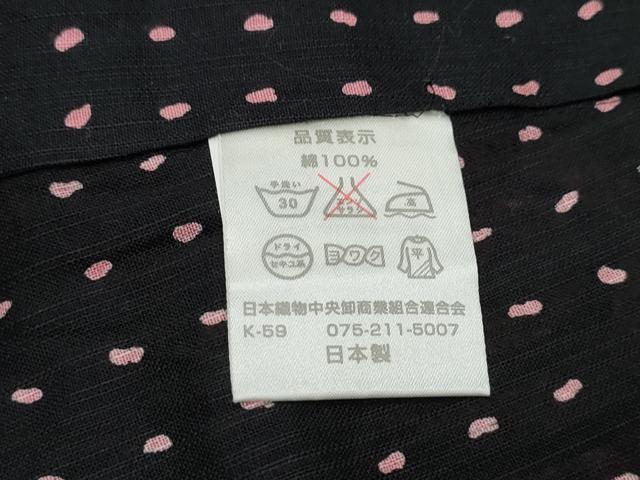 品質表示
綿100%
手洗い 30 エンソサラシ 高
ドライ セキユ系 ヨワク 平
日本織物中央卸商業組合連合会
K-59 075-211-5007
日本製